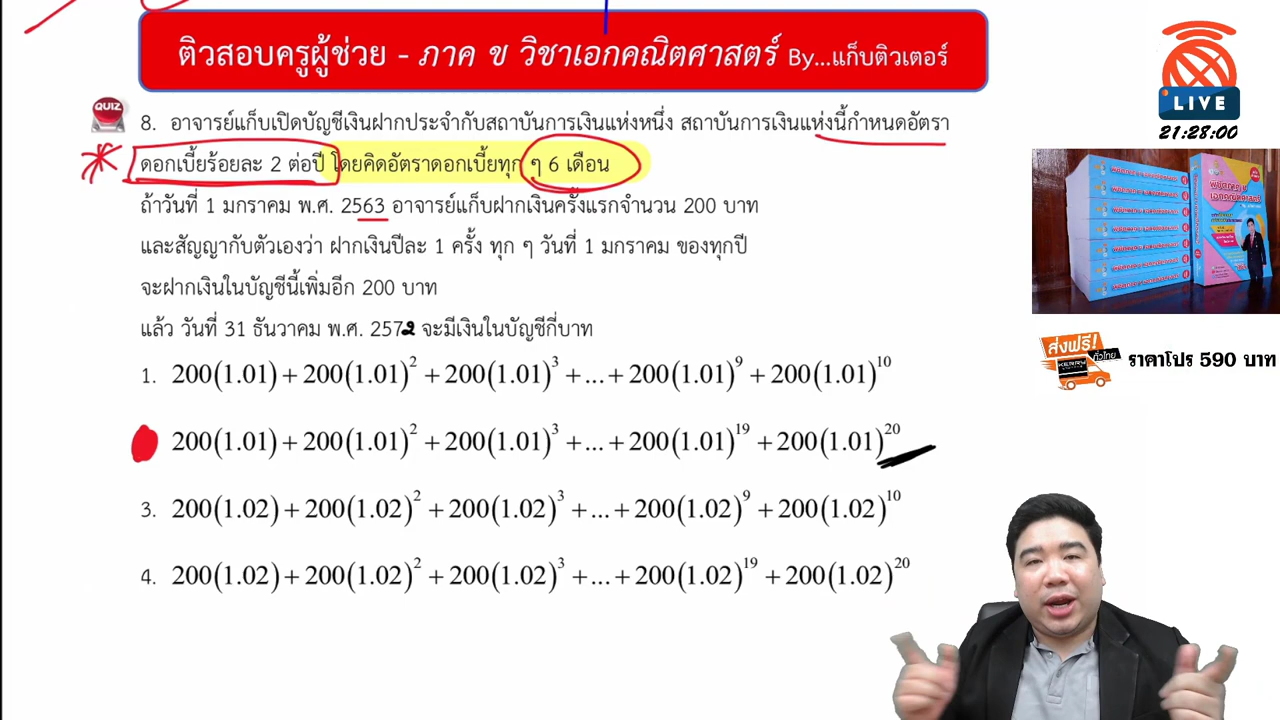 ติวสอบครูผู้ช่วย - ภาค ข วิชาเอกคณิตศาสตร์ By...แก็บติวเตอร์
QUIZ
8. อาจารย์แก็บเปิดบัญชีเงินฝากประจำกับสถาบันการเงินแห่งหนึ่ง สถาบันการเงินแห่งนี้กำหนดอัตรา
ดอกเบี้ยร้อยละ 2 ต่อปี โดยคิดอัตราดอกเบี้ยทุก ๆ 6 เดือน
ถ้าวันที่ 1 มกราคม พ.ศ. 2563 อาจารย์แก็บฝากเงินครั้งแรกจำนวน 200 บาท
และสัญญากับตัวเองว่า ฝากเงินปีละ 1 ครั้ง ทุก ๆ วันที่ 1 มกราคม ของทุกปี
จะฝากเงินในบัญชีนี้เพิ่มอีก 200 บาท
แล้ว วันที่ 31 ธันวาคม พ.ศ. 2572 จะมีเงินในบัญชีกี่บาท
1. 200(1.01) + 200(1.01)² + 200(1.01)³ + ... + 200(1.01)⁹ + 200(1.01)¹⁰
200(1.01) + 200(1.01)² + 200(1.01)³ + ... + 200(1.01)¹⁹ + 200(1.01)²⁰
3. 200(1.02) + 200(1.02)² + 200(1.02)³ + ... + 200(1.02)⁹ + 200(1.02)¹⁰
4. 200(1.02) + 200(1.02)² + 200(1.02)³ + ... + 200(1.02)¹⁹ + 200(1.02)²⁰
LIVE
21:28:00
ส่งฟรี!
ทั่วไทย
KERRY
ราคาโปร 590 บาท